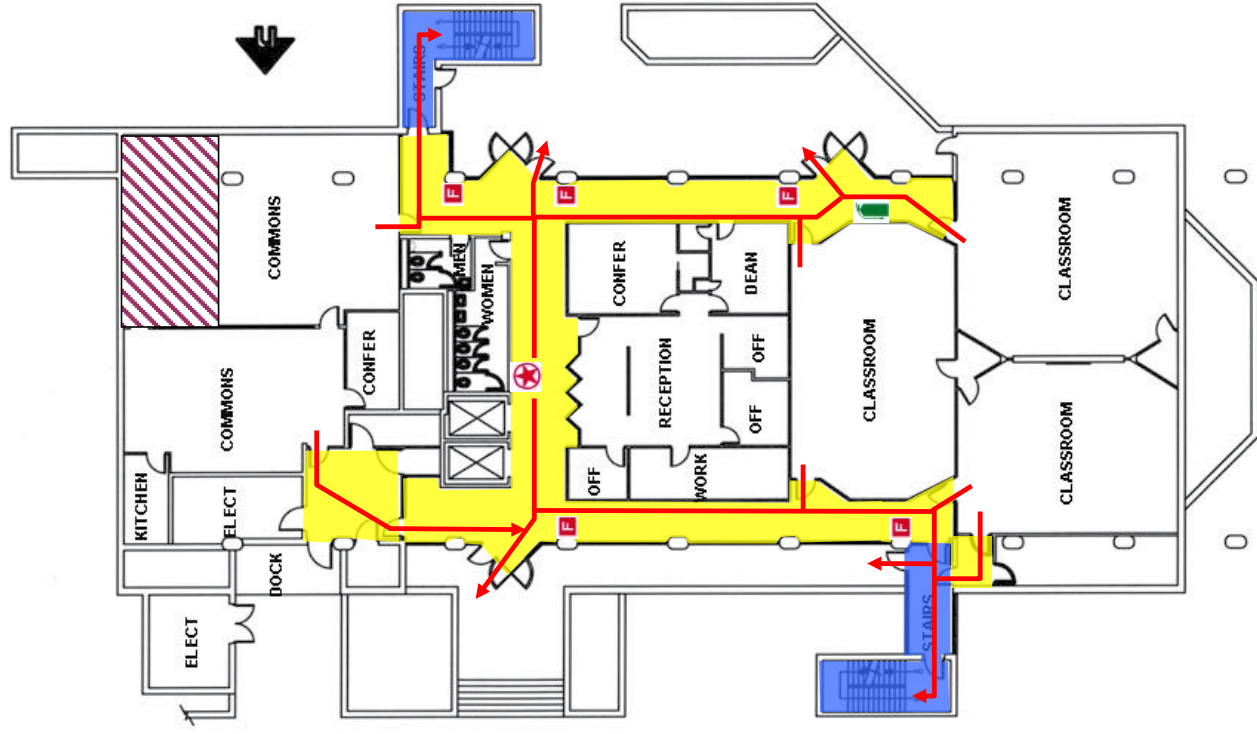 N
STAIRS
F
F
F
COMMONS
MEN
WOMEN
CONFER
DEAN
CLASSROOM
COMMONS
CONFER
RECEPTION
OFF
OFF
CLASSROOM
KITCHEN
ELECT
OFF
WORK
CLASSROOM
F
F
DOCK
ELECT
STAIRS